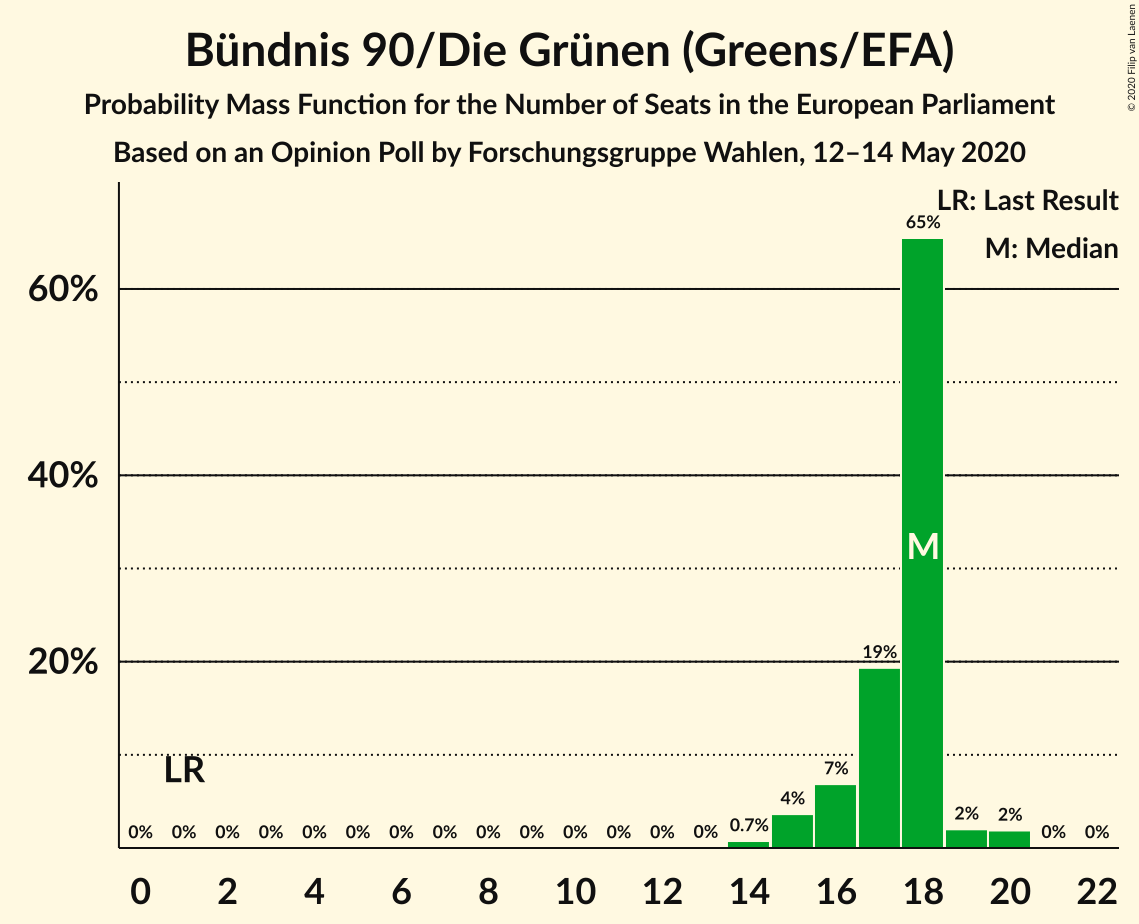 Bündnis 90/Die Grünen (Greens/EFA)
Probability Mass Function for the Number of Seats in the European Parliament
Based on an Opinion Poll by Forschungsgruppe Wahlen, 12–14 May 2020
© 2020 Filip van Laenen
LR: Last Result
M: Median
65%
60%
40%
M
20%
19%
LR
7%
4%
0% 0% 0% 0% 0% 0% 0% 0% 0% 0% 0% 0% 0% 0% 0.7% 2% 2% 0% 0%
0 2 4 6 8 10 12 14 16 18 20 22